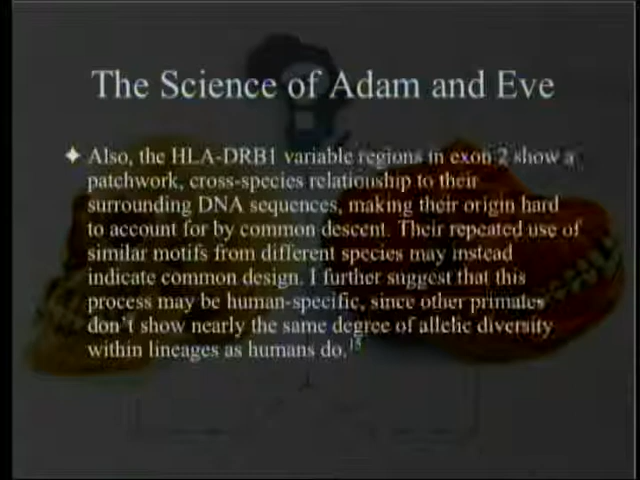 The Science of Adam and Eve
Also, the HLA-DRB1 variable regions in exon 2 show a
patchwork, cross-species relationship to their
surrounding DNA sequences, making their origin hard
to account for by common descent. Their repeated use of
similar motifs from different species may instead
indicate common design. I further suggest that this
process may be human-specific, since other primates
don't show nearly the same degree of allelic diversity
within lineages as humans do.15